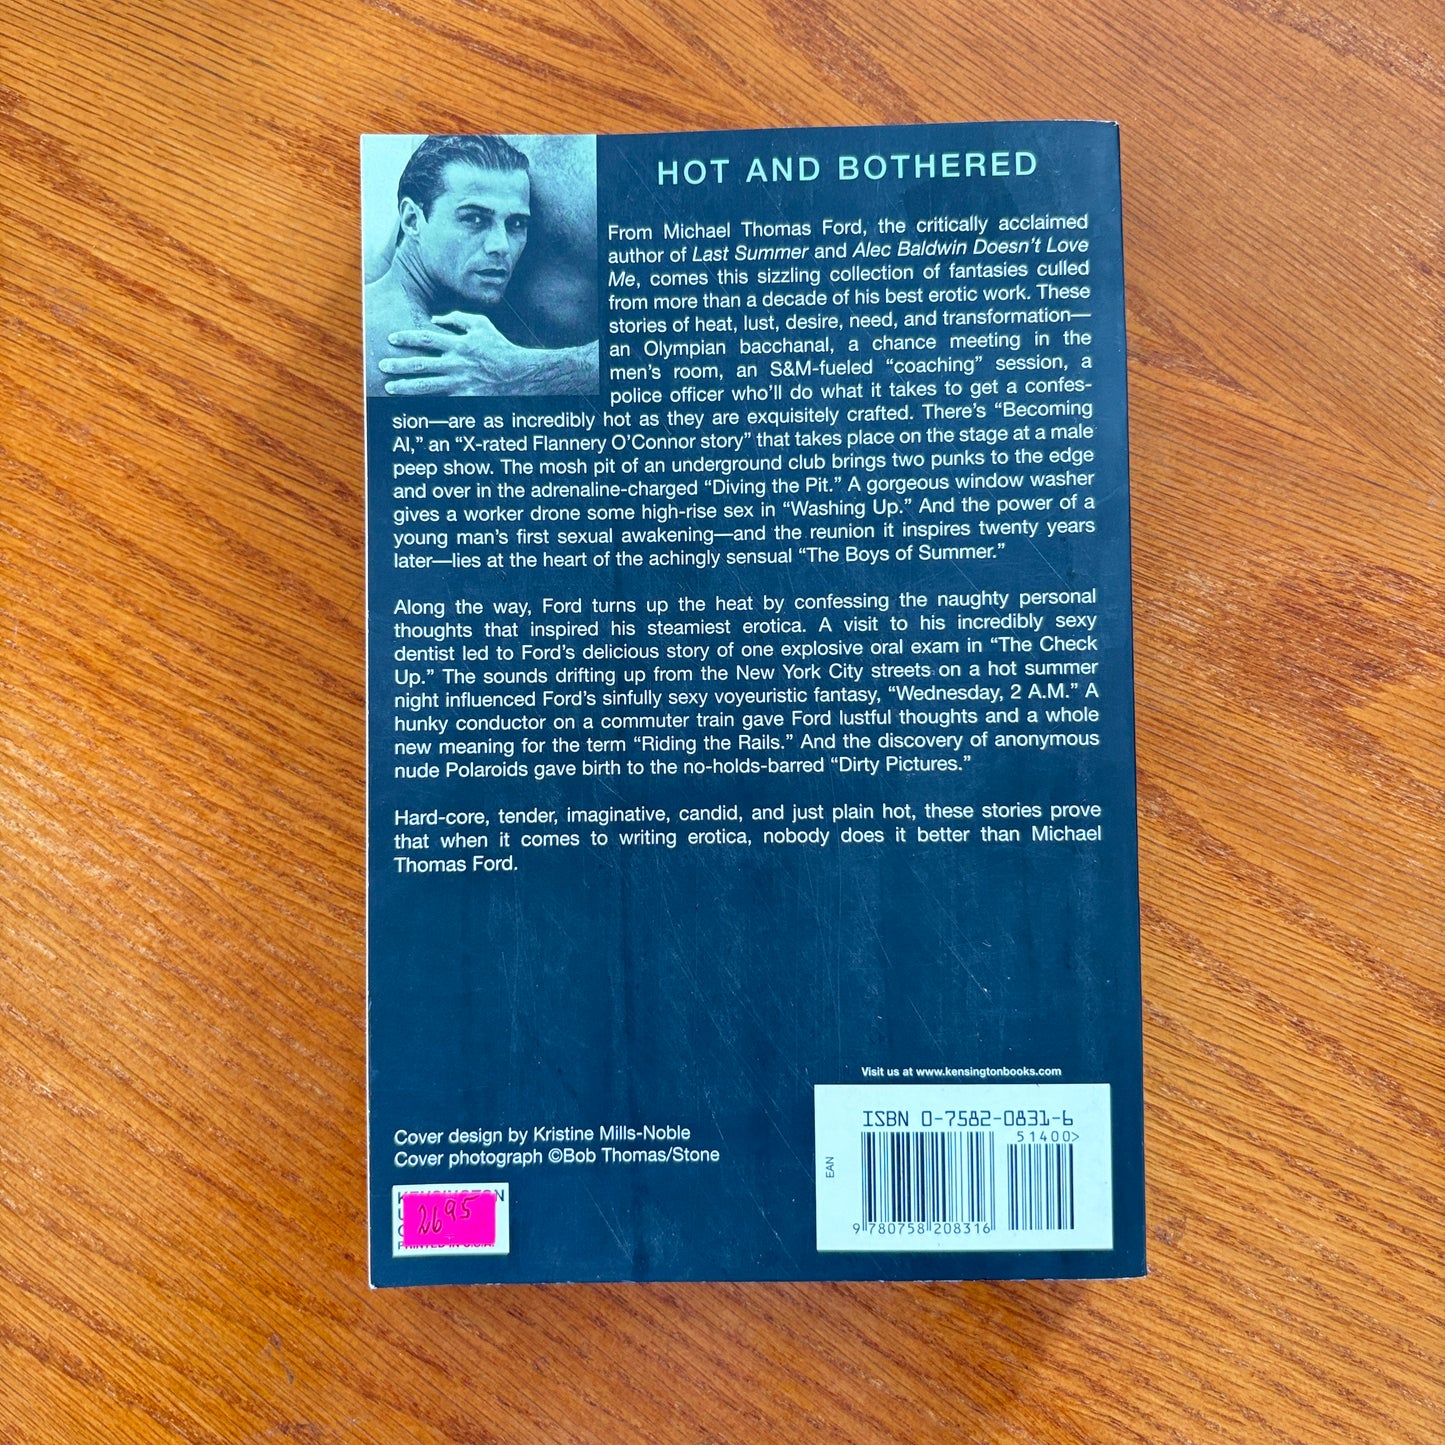 HOT AND BOTHERED
From Michael Thomas Ford, the critically acclaimed
author of Last Summer and Alec Baldwin Doesn't Love
Me, comes this sizzling collection of fantasies culled
from more than a decade of his best erotic work. These
stories of heat, lust, desire, need, and transformation—
an Olympian bacchanal, a chance meeting in the
men's room, an S&M-fueled "coaching" session, a
police officer who'll do what it takes to get a confes-
sion—are as incredibly hot as they are exquisitely crafted. There's "Becoming
Al," an "X-rated Flannery O'Connor story" that takes place on the stage at a male
peep show. The mosh pit of an underground club brings two punks to the edge
and over in the adrenaline-charged "Diving the Pit." A gorgeous window washer
gives a worker drone some high-rise sex in "Washing Up." And the power of a
young man's first sexual awakening—and the reunion it inspires twenty years
later—lies at the heart of the achingly sensual "The Boys of Summer."
Along the way, Ford turns up the heat by confessing the naughty personal
thoughts that inspired his steamiest erotica. A visit to his incredibly sexy
dentist led to Ford's delicious story of one explosive oral exam in "The Check
Up." The sounds drifting up from the New York City streets on a hot summer
night influenced Ford's sinfully sexy voyeuristic fantasy, "Wednesday, 2 A.M." A
hunky conductor on a commuter train gave Ford lustful thoughts and a whole
new meaning for the term "Riding the Rails." And the discovery of anonymous
nude Polaroids gave birth to the no-holds-barred "Dirty Pictures."
Hard-core, tender, imaginative, candid, and just plain hot, these stories prove
that when it comes to writing erotica, nobody does it better than Michael
Thomas Ford.
Visit us at www.kensingtonbooks.com
ISBN 0-7582-0831-6
51400>
EAN
9 780758 208316
Cover design by Kristine Mills-Noble
Cover photograph ©Bob Thomas/Stone
KENSINGTON
2695
PRINTED IN U.S.A.